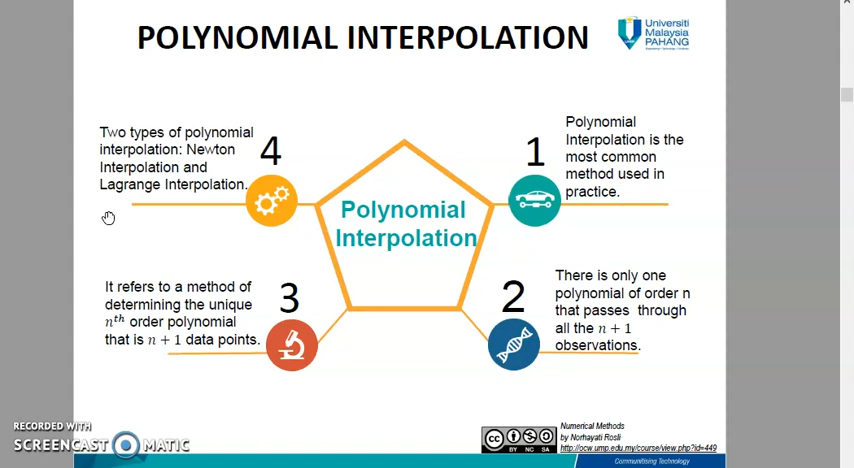 POLYNOMIAL INTERPOLATION
Universiti
Malaysia
PAHANG
Two types of polynomial
interpolation: Newton
Interpolation and
Lagrange Interpolation.
4
1
Polynomial
Interpolation is the
most common
method used in
practice.
Polynomial
Interpolation
It refers to a method of
determining the unique
nᵗʰ order polynomial
that is n + 1 data points.
3
2
There is only one
polynomial of order n
that passes through
all the n + 1
observations.
RECORDED WITH
SCREENCAST MATIC
cc
BY NC SA
Numerical Methods
by Norhayati Rosli
http://ocw.ump.edu.my/course/view.php?id=449
Communitising Technology